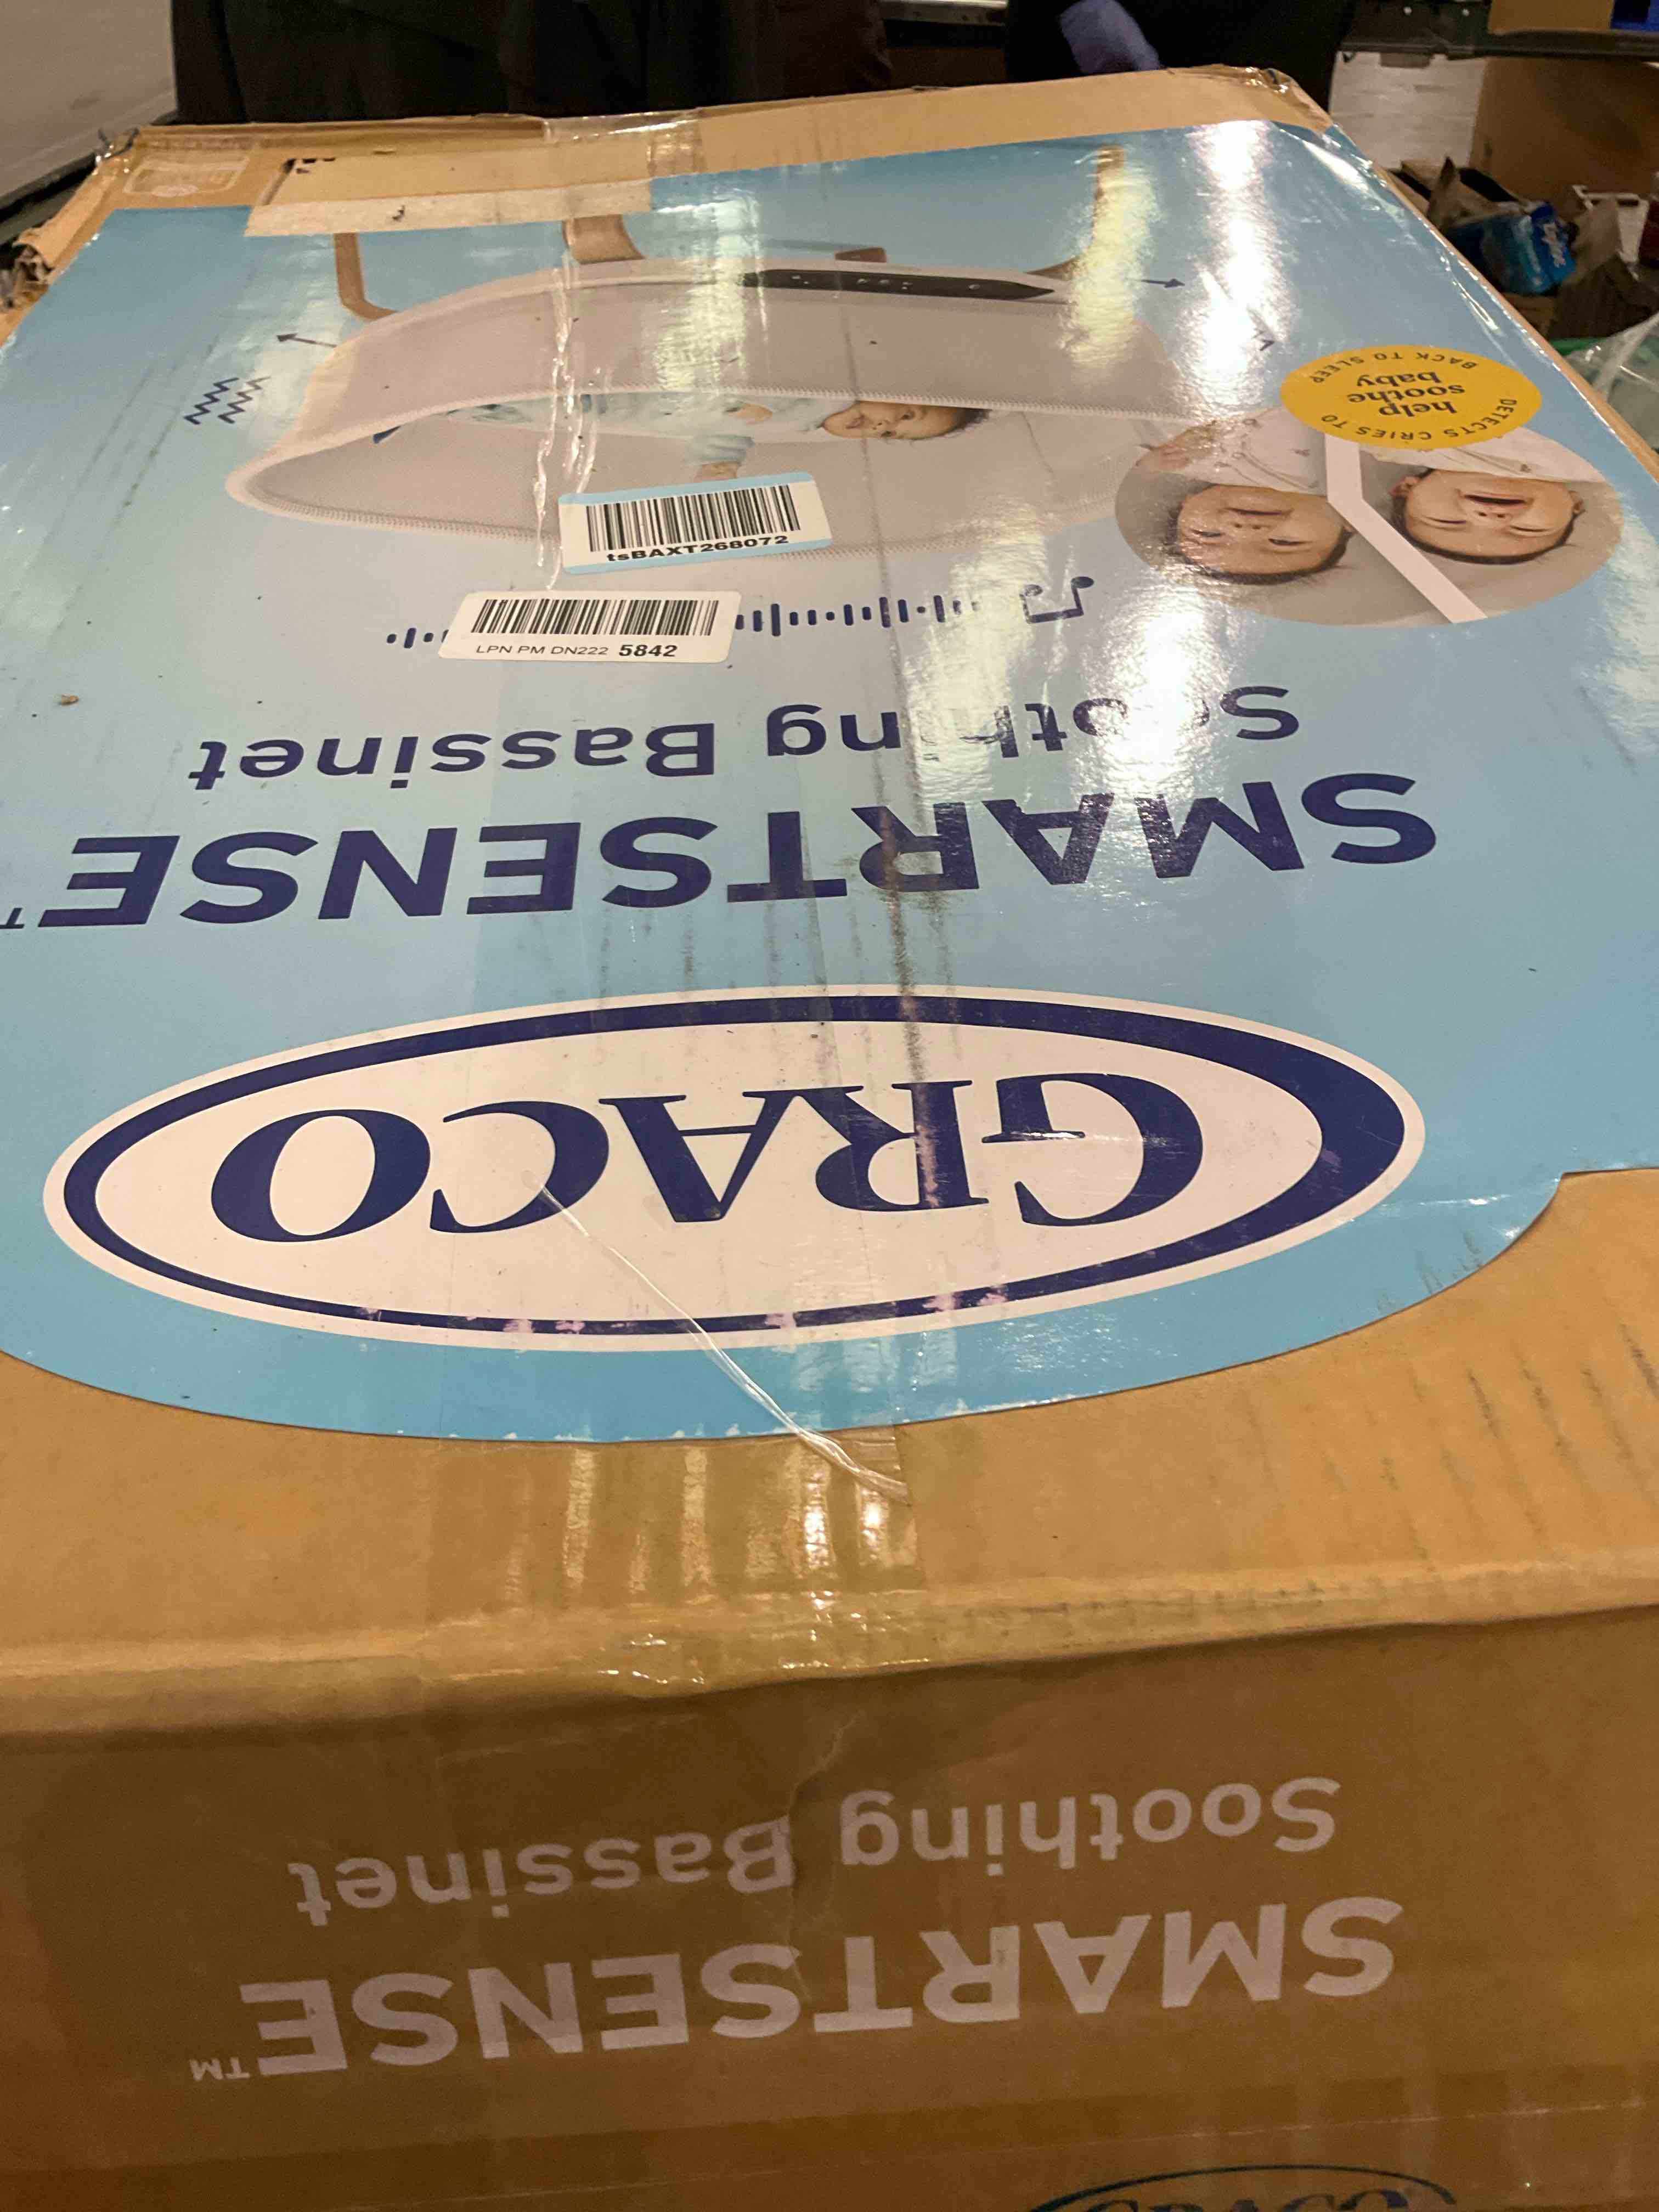 GRACO
SMARTSENSE™
Soothing Bassinet
LPN PM DN222 5842
tsBAXT268072
DETECTS CRIES TO
help
soothe
baby
BACK TO SLEEP
SMARTSENSE™
Soothing Bassinet
GRACO